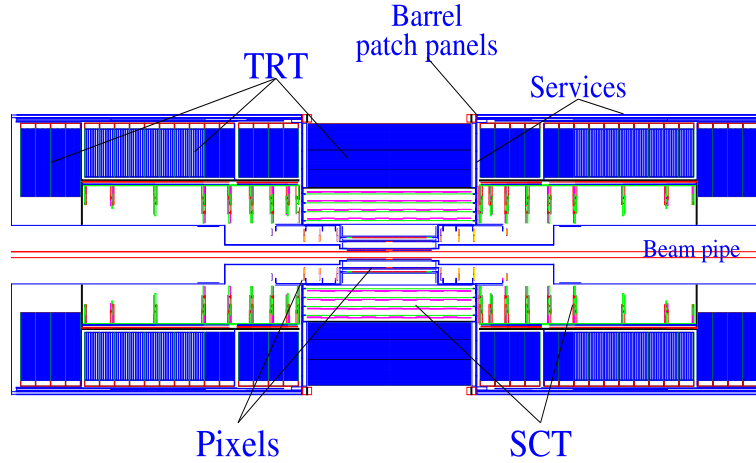 Barrel
patch panels
TRT
Services
Beam pipe
Pixels
SCT